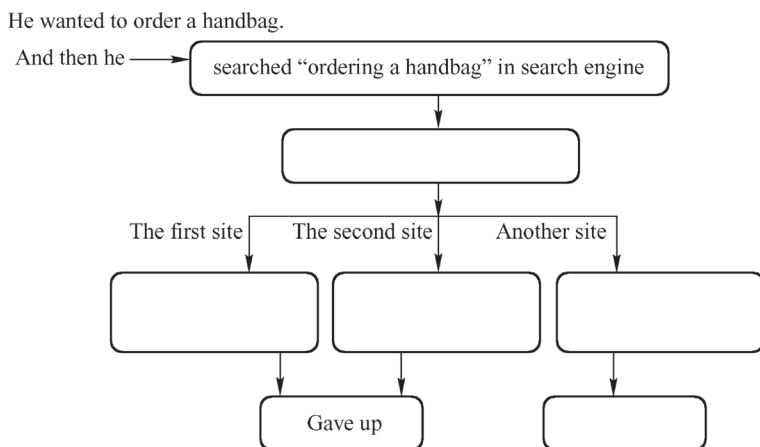 He wanted to order a handbag.
And then he
searched “ordering a handbag” in search engine
The first site
The second site
Another site
Gave up